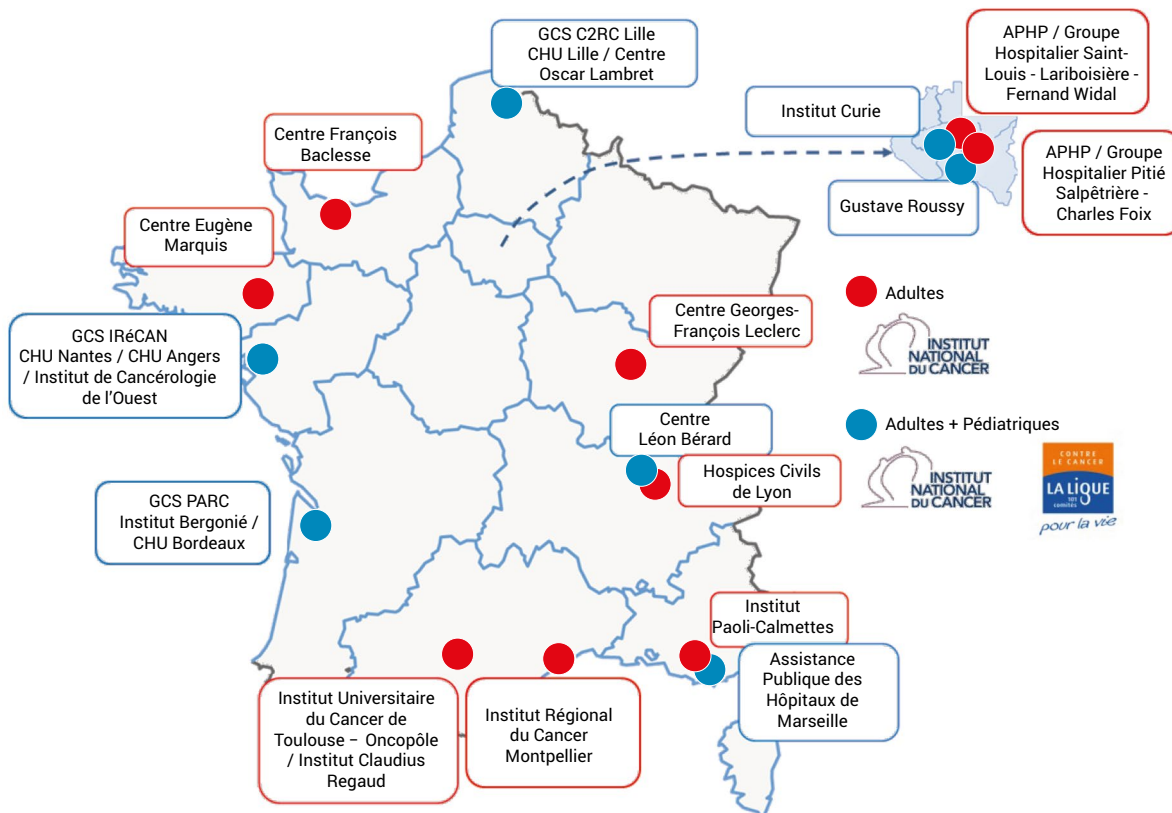 GCS C2RC Lille
CHU Lille / Centre
Oscar Lambret
APHP / Groupe
Hospitalier Saint-
Louis - Lariboisière -
Fernand Widal
Institut Curie
Centre François
Baclesse
APHP / Groupe
Hospitalier Pitié
Salpêtrière -
Charles Foix
Gustave Roussy
Centre Eugène
Marquis
Adultes
INSTITUT
NATIONAL
DU CANCER
Centre Georges-
François Leclerc
GCS IRéCAN
CHU Nantes / CHU Angers
/ Institut de Cancérologie
de l’Ouest
Centre
Léon Bérard
Adultes + Pédiatriques
INSTITUT
NATIONAL
DU CANCER
CONTRE
LE CANCER
LA LIGUE
101
comités
pour la vie
Hospices Civils
de Lyon
GCS PARC
Institut Bergonié /
CHU Bordeaux
Institut
Paoli-Calmettes
Assistance
Publique des
Hôpitaux de
Marseille
Institut Universitaire
du Cancer de
Toulouse – Oncopôle
/ Institut Claudius
Regaud
Institut Régional
du Cancer
Montpellier